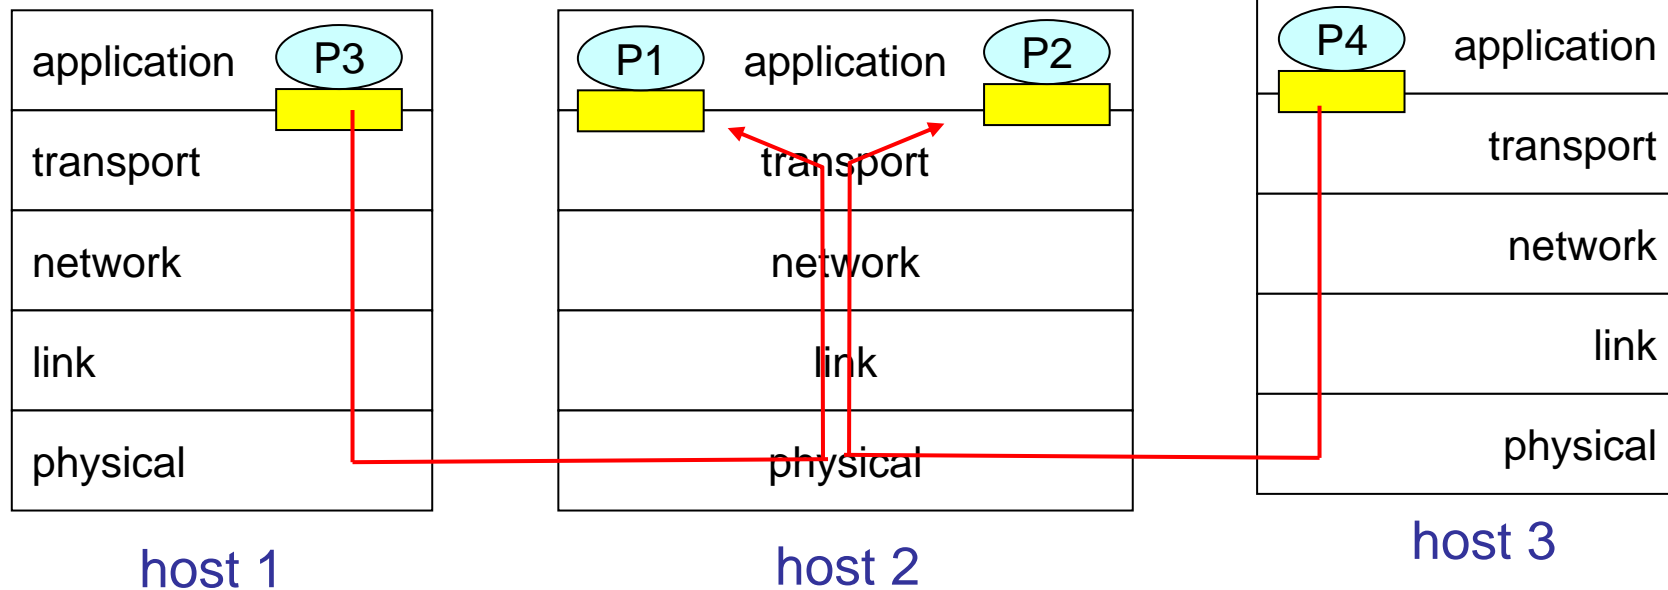 application
P3
transport
network
link
physical
host 1
P1
application
P2
transport
network
link
physical
host 2
P4
application
transport
network
link
physical
host 3